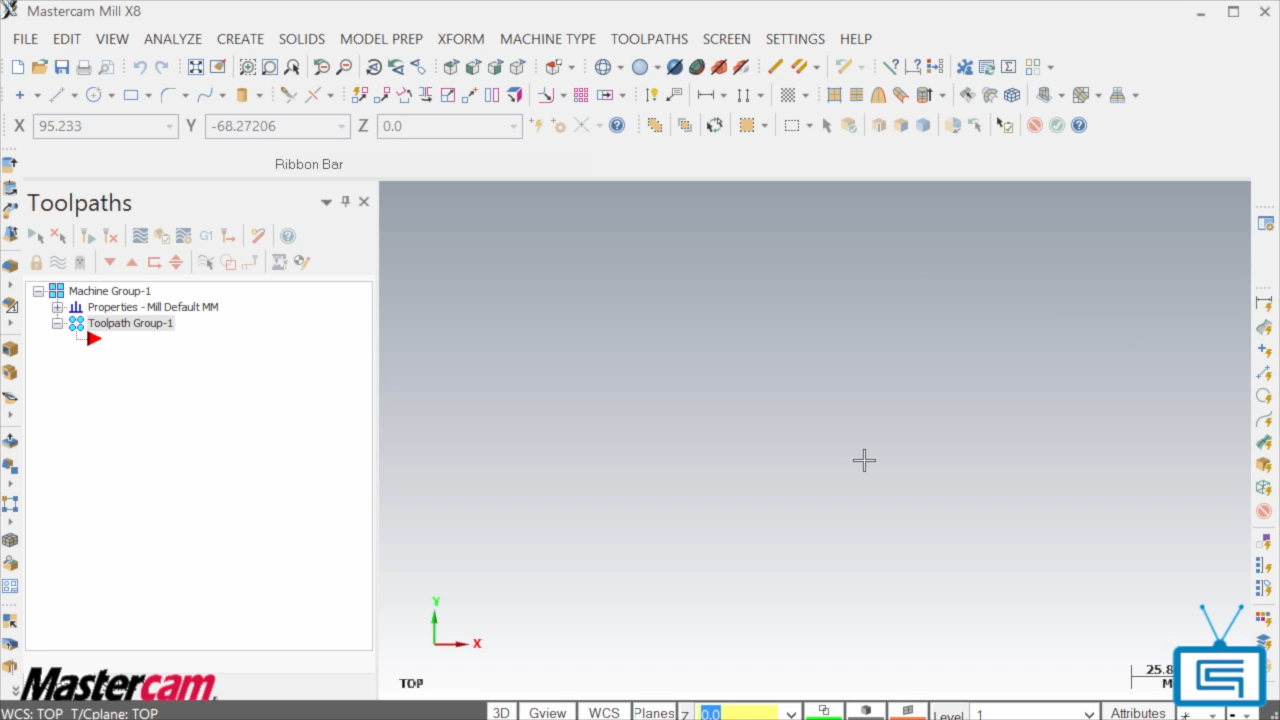 Mastercam Mill X8
FILE EDIT VIEW ANALYZE CREATE SOLIDS MODEL PREP XFORM MACHINE TYPE TOOLPATHS SCREEN SETTINGS HELP
X 95.233 Y -68.27206 Z 0.0
Ribbon Bar
Toolpaths
G1
Machine Group-1
Properties - Mill Default MM
Toolpath Group-1
Y
X
TOP
25.8
Mastercam
WCS: TOP T/Cplane: TOP
3D Gview WCS Planes Z 0.0 Level 1 Attributes